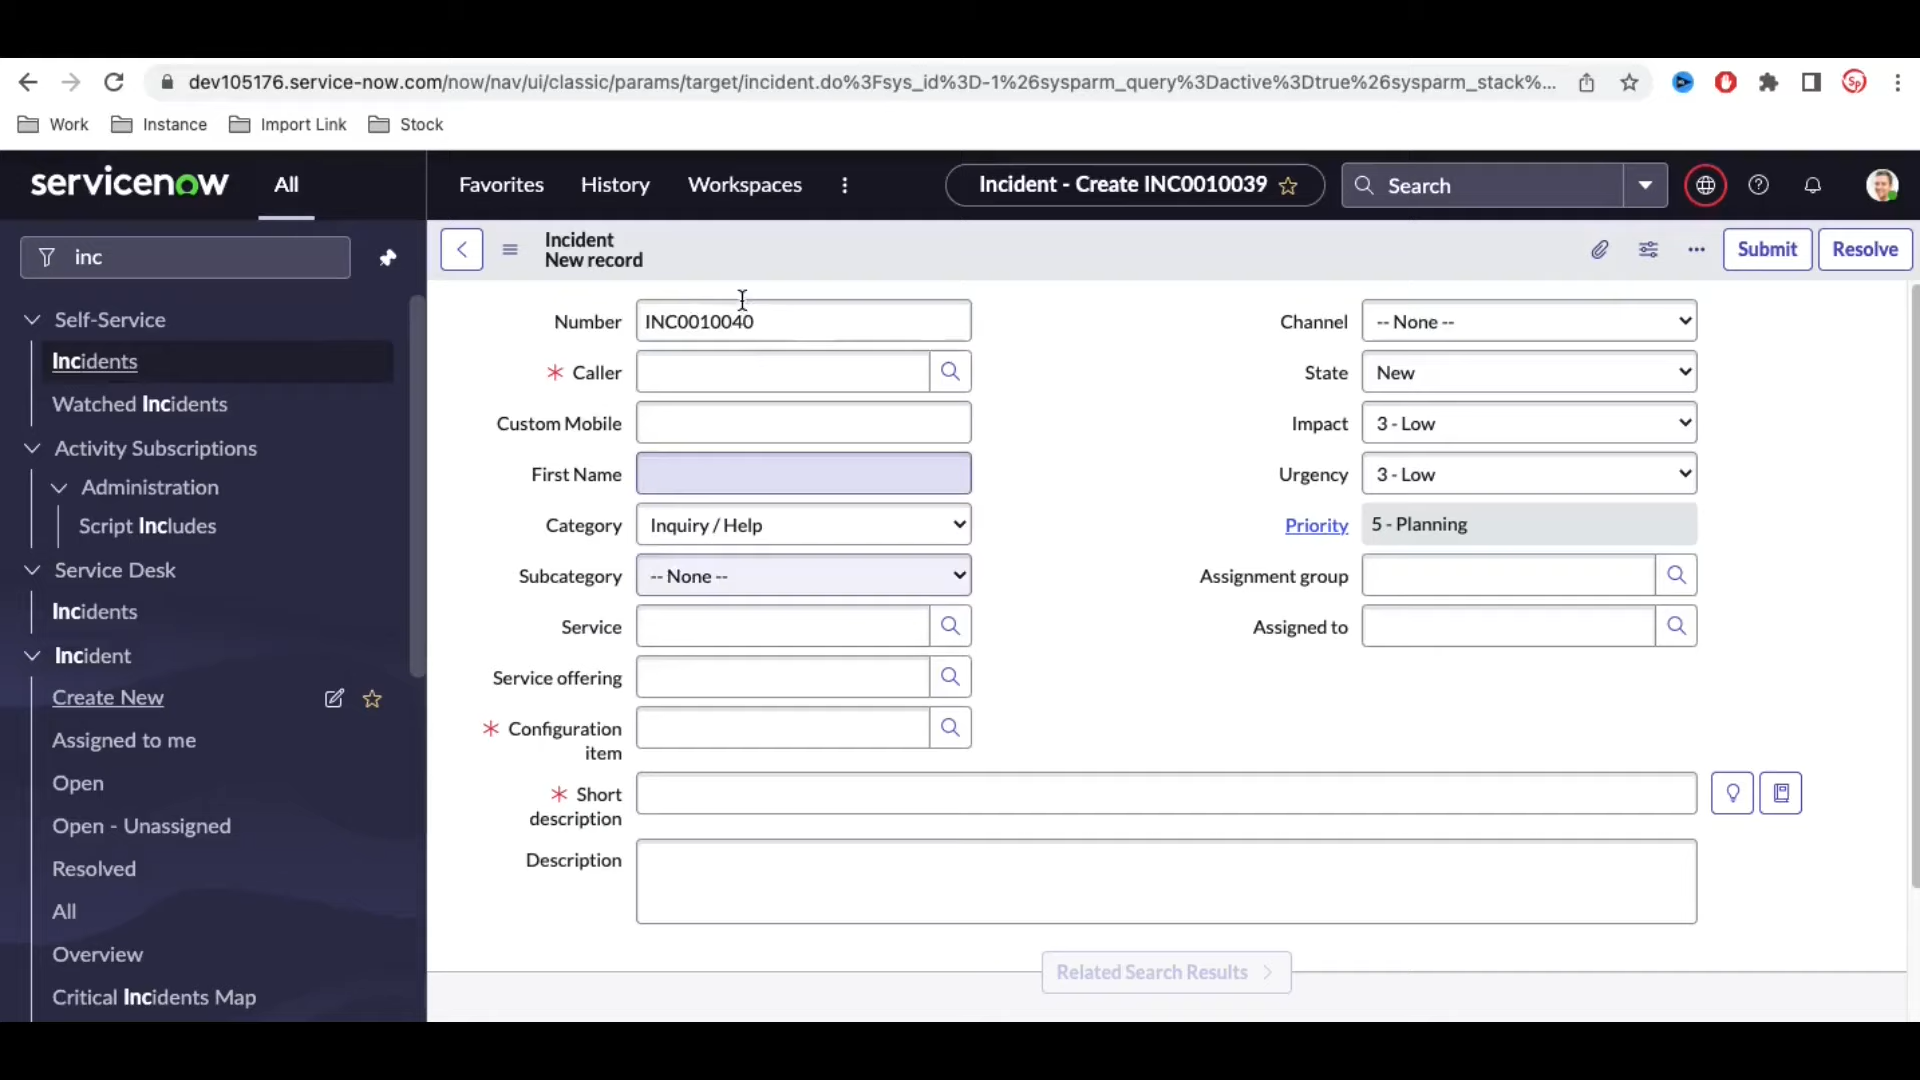 dev105176.service-now.com/now/nav/ui/classic/params/target/incident.do%3Fsys_id%3D-1%26sysparm_query%3Dactive%3Dtrue%26sysparm_stack%...
Sp
Work Instance Import Link Stock
servicenow All Favorites History Workspaces Incident - Create INC0010039 Search
inc
Incident
New record
Submit Resolve
Self-Service
Incidents
Watched Incidents
Activity Subscriptions
Administration
Script Includes
Service Desk
Incidents
Incident
Create New
Assigned to me
Open
Open - Unassigned
Resolved
All
Overview
Critical Incidents Map
Number INC0010040
* Caller
Custom Mobile
First Name
Category Inquiry / Help
Subcategory -- None --
Service
Service offering
* Configuration
item
Channel -- None --
State New
Impact 3 - Low
Urgency 3 - Low
Priority 5 - Planning
Assignment group
Assigned to
* Short
description
Description
Related Search Results